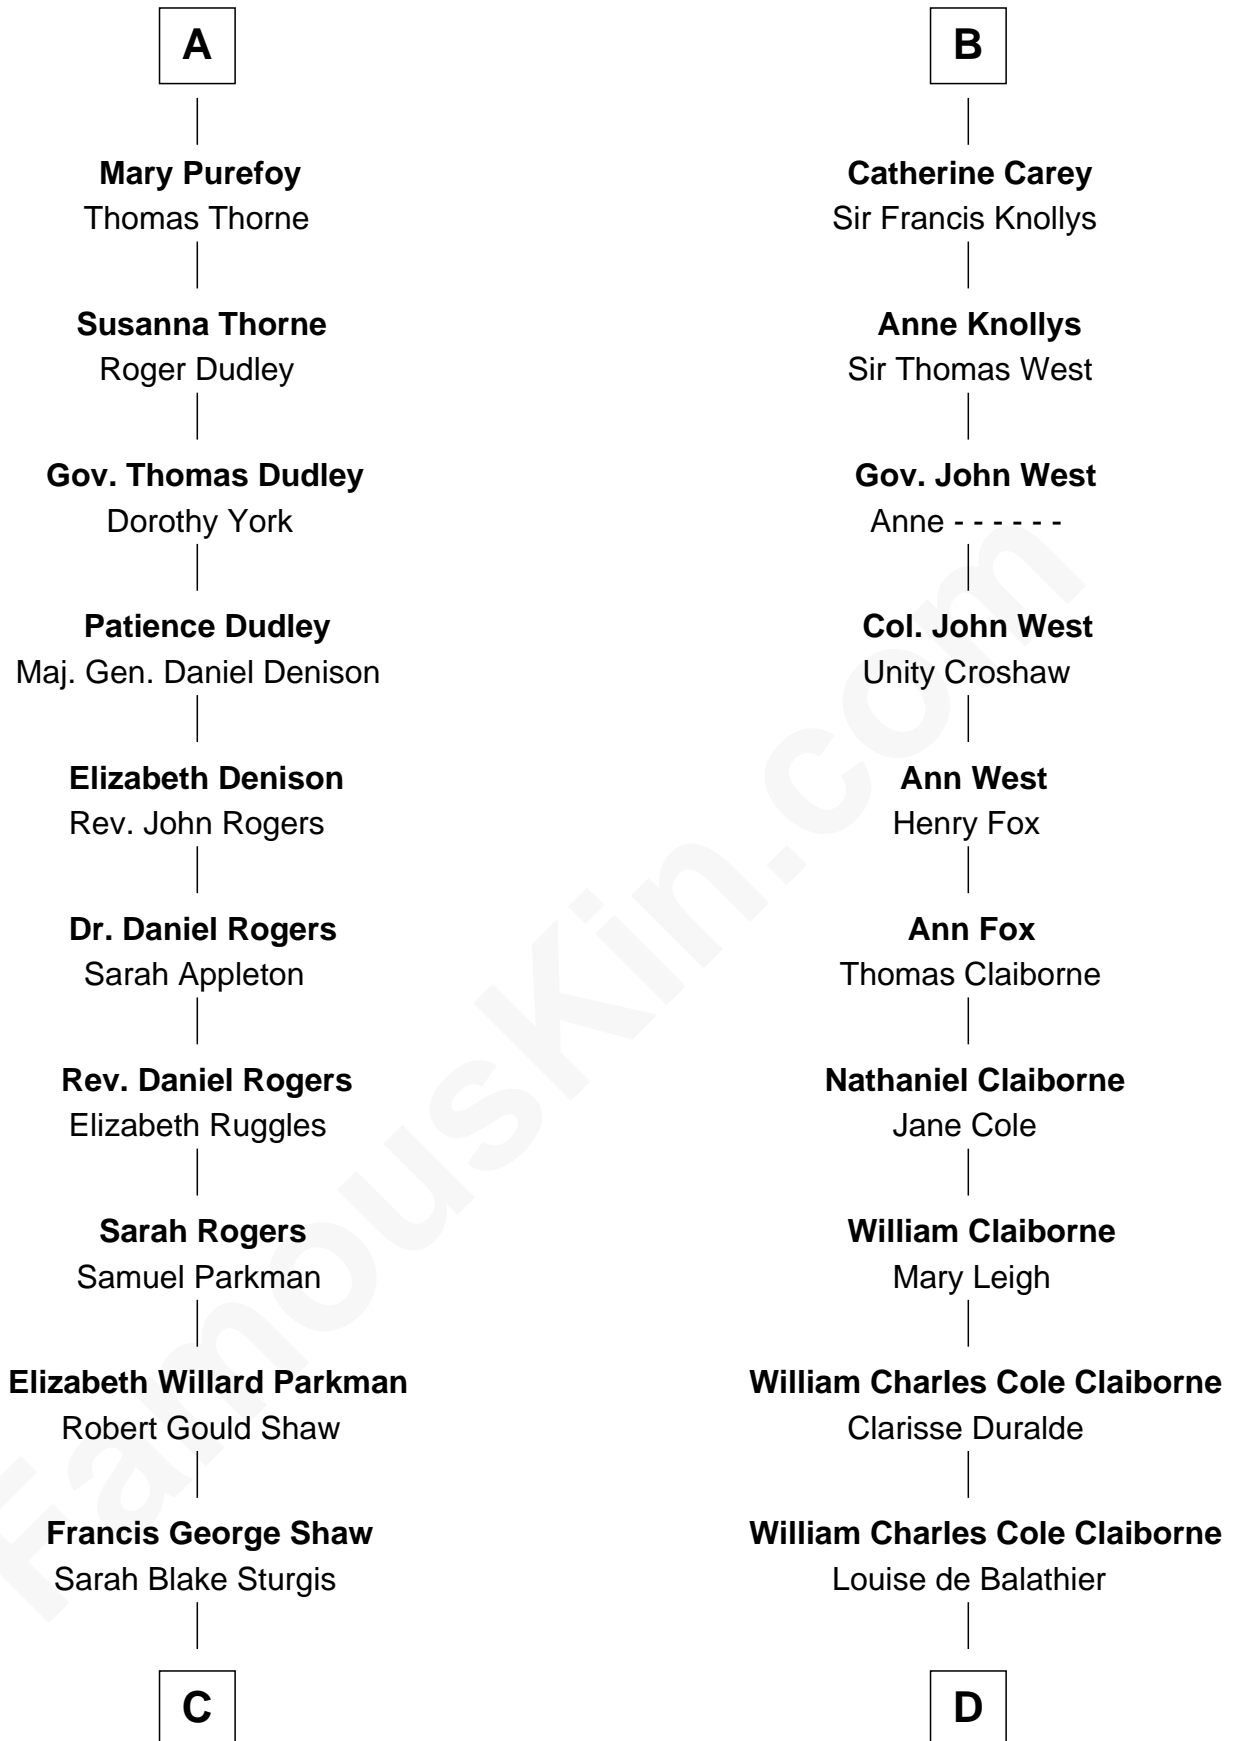 A
Mary Purefoy
Thomas Thorne
Susanna Thorne
Roger Dudley
Gov. Thomas Dudley
Dorothy York
Patience Dudley
Maj. Gen. Daniel Denison
Elizabeth Denison
Rev. John Rogers
Dr. Daniel Rogers
Sarah Appleton
Rev. Daniel Rogers
Elizabeth Ruggles
Sarah Rogers
Samuel Parkman
Elizabeth Willard Parkman
Robert Gould Shaw
Francis George Shaw
Sarah Blake Sturgis
C
B
Catherine Carey
Sir Francis Knollys
Anne Knollys
Sir Thomas West
Gov. John West
Anne - - - - - -
Col. John West
Unity Croshaw
Ann West
Henry Fox
Ann Fox
Thomas Claiborne
Nathaniel Claiborne
Jane Cole
William Claiborne
Mary Leigh
William Charles Cole Claiborne
Clarisse Duralde
William Charles Cole Claiborne
Louise de Balathier
D
FamousKin.com